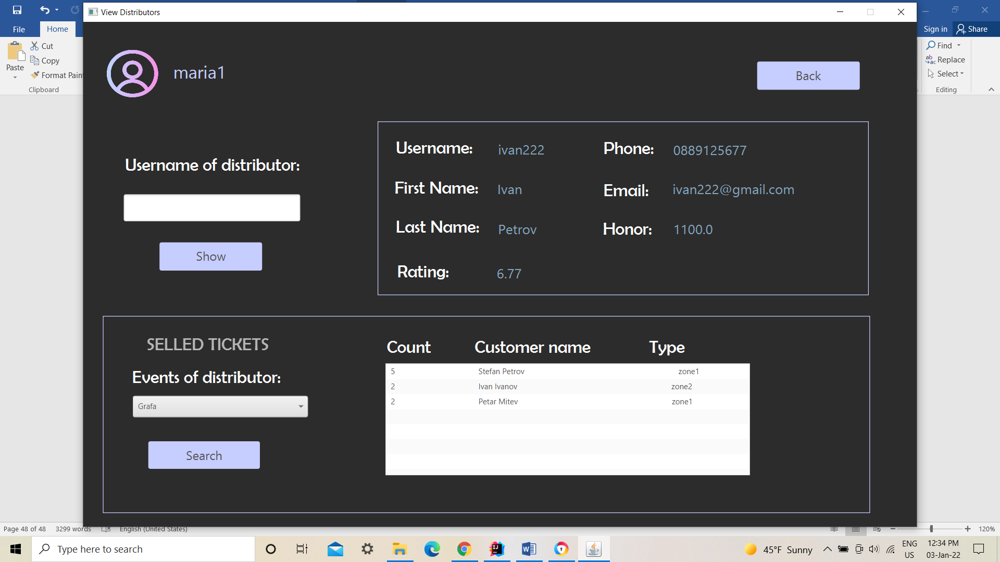 View Distributors
File
Home
Sign in
Share
Paste
Cut
Copy
Format Pain
Clipboard
Find
Replace
Select
Editing
maria1
Back
Username of distributor:
Show
Username: ivan222 Phone: 0889125677
First Name: Ivan Email: ivan222@gmail.com
Last Name: Petrov Honor: 1100.0
Rating: 6.77
SELLED TICKETS
Events of distributor:
Grafa
Search
Count Customer name Type
5 Stefan Petrov zone1
2 Ivan Ivanov zone2
2 Petar Mitev zone1
Page 48 of 48 3299 words English (United States) 120%
Type here to search
45°F Sunny
ENG
US
12:34 PM
03-Jan-22